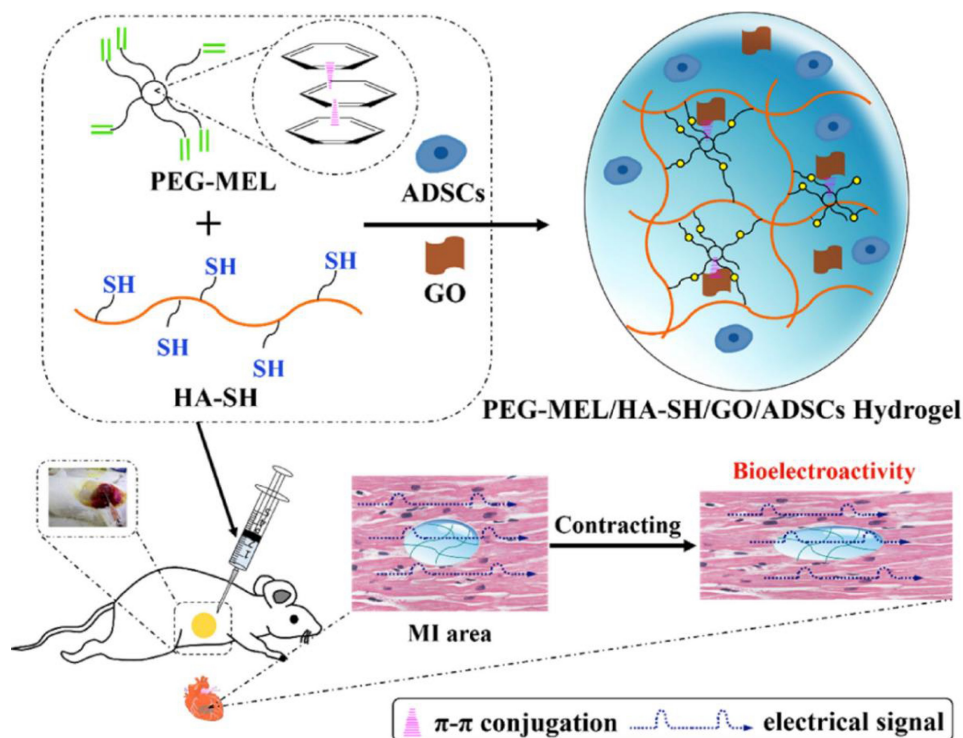 PEG-MEL
+
SH
SH
SH
SH
SH
HA-SH
ADSCs
GO
PEG-MEL/HA-SH/GO/ADSCs Hydrogel
Bioelectroactivity
Contracting
MI area
π-π conjugation
electrical signal